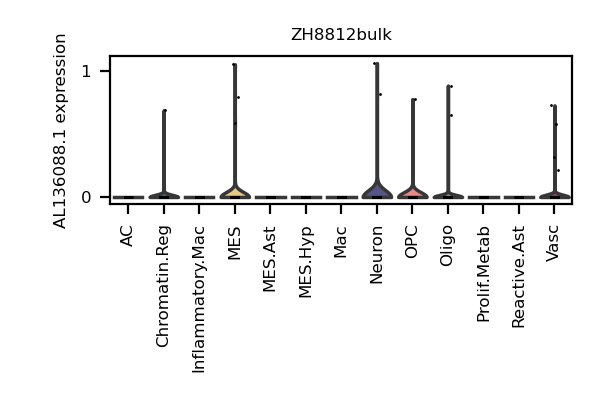 ZH8812bulk
AL136088.1 expression
1
0
AC
Chromatin.Reg
Inflammatory.Mac
MES
MES.Ast
MES.Hyp
Mac
Neuron
OPC
Oligo
Prolif.Metab
Reactive.Ast
Vasc